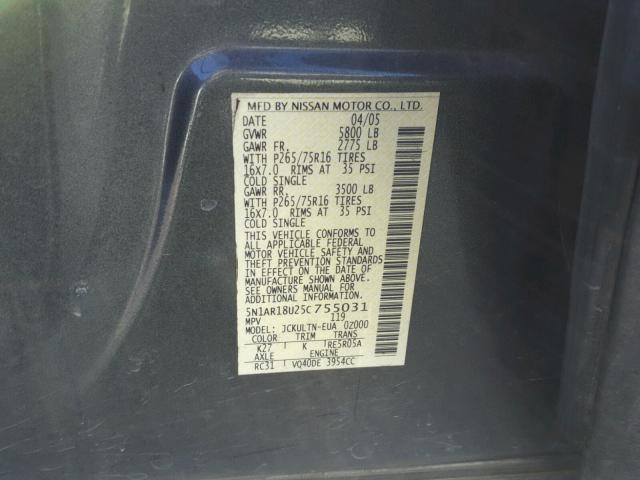 MFD BY NISSAN MOTOR CO., LTD.
DATE 04/05
GVWR 5800 LB
GAWR FR. 2775 LB
WITH P265/75R16 TIRES
16X7.0 RIMS AT 35 PSI
COLD SINGLE
GAWR RR. 3500 LB
WITH P265/75R16 TIRES
16X7.0 RIMS AT 35 PSI
COLD SINGLE
THIS VEHICLE CONFORMS TO
ALL APPLICABLE FEDERAL
MOTOR VEHICLE SAFETY AND
THEFT PREVENTION STANDARDS
IN EFFECT ON THE DATE OF
MANUFACTURE SHOWN ABOVE.
SEE OWNERS MANUAL FOR
ADDITIONAL INFORMATION.
5N1AR18U25C755031
MPV 119
MODEL: JCKULTN-EUA 0Z000
COLOR TRIM TRANS
K27 K RE5R05A
AXLE ENGINE
RC31 VQ40DE 3954CC